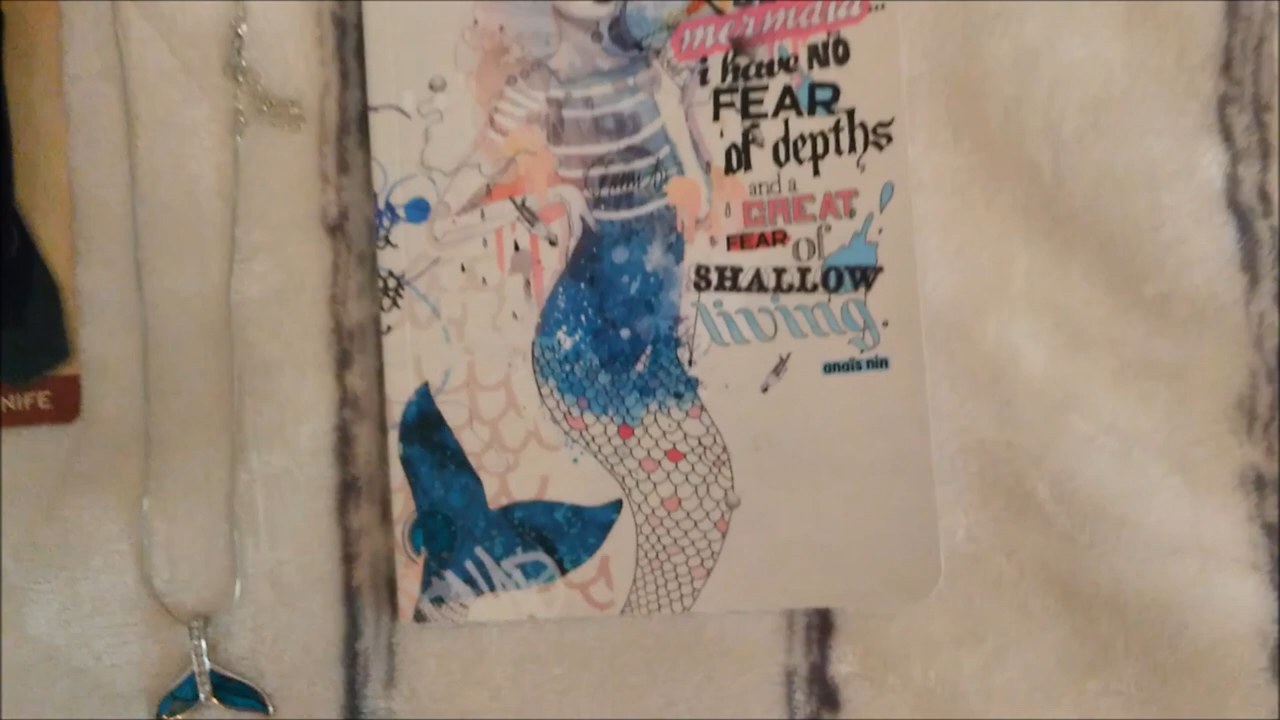 mermaid...
i have NO
FEAR
of depths
and a
GREAT
FEAR of
SHALLOW
living.
anaïs nin
NIFE